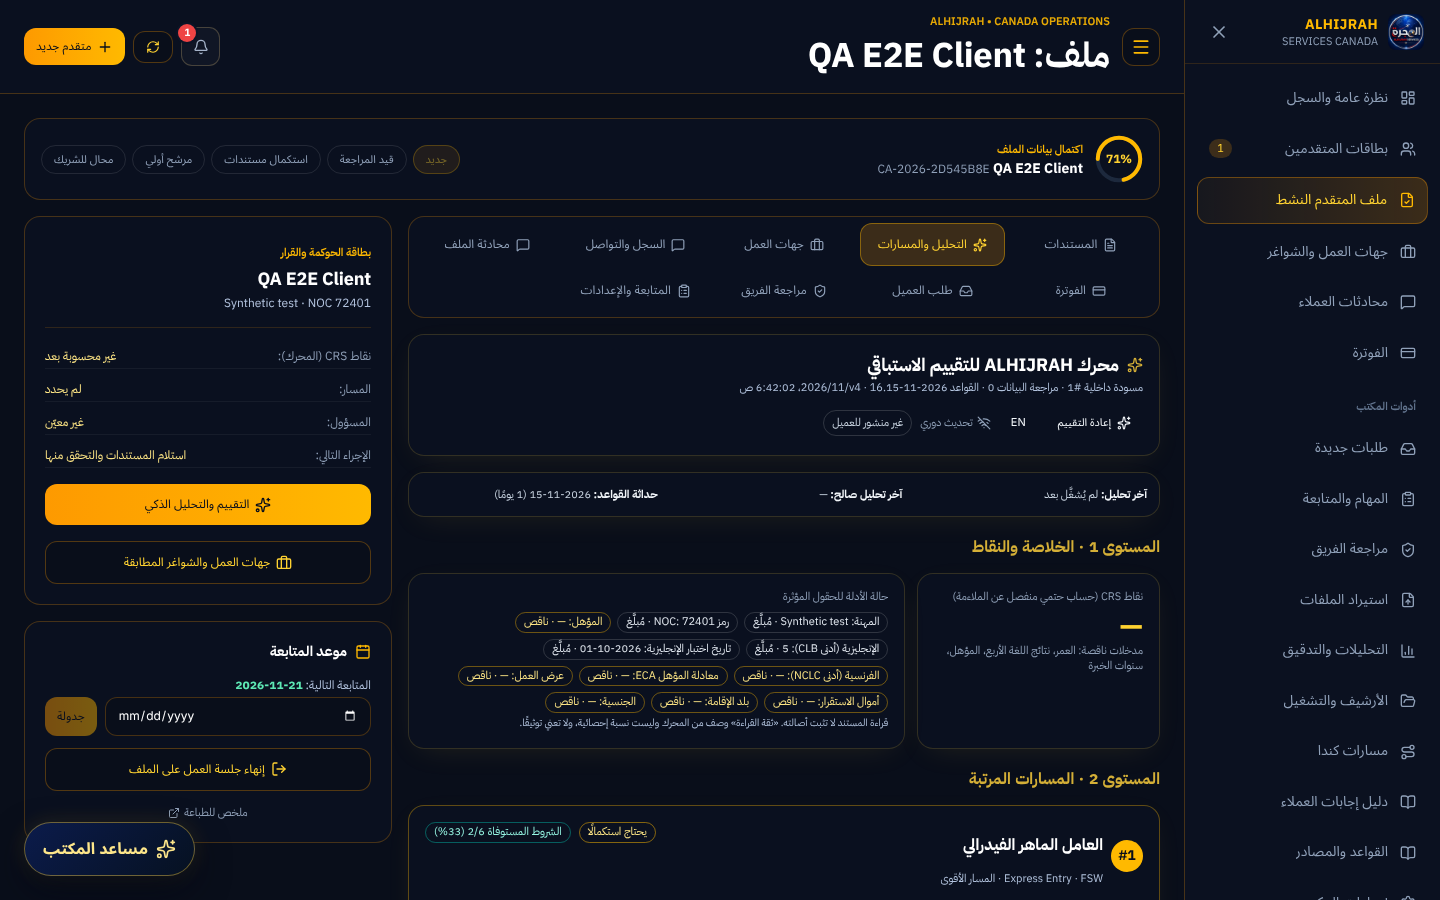 ALHIJRAH
SERVICES CANADA
نظرة عامة والسجل
بطاقات المتقدمين
1
ملف المتقدم النشط
جهات العمل والشواغر
محادثات العملاء
الفوترة
أدوات المكتب
طلبات جديدة
المهام والمتابعة
مراجعة الفريق
استيراد الملفات
التحليلات والتدقيق
الأرشيف والتشغيل
مسارات كندا
دليل إجابات العملاء
القواعد والمصادر
ALHIJRAH • CANADA OPERATIONS
ملف: QA E2E Client
1
متقدم جديد
71%
اكتمال بيانات الملف
QA E2E Client CA-2026-2D545B8E
جديد
قيد المراجعة
استكمال مستندات
مرشح أولي
محال للشريك
المستندات
التحليل والمسارات
جهات العمل
السجل والتواصل
محادثة الملف
الفوترة
طلب العميل
مراجعة الفريق
المتابعة والإعدادات
محرك ALHIJRAH للتقييم الاستباقي
مسودة داخلية #1 · مراجعة البيانات 0 · القواعد 2026-11-15.v4 · 16/11/2026، 6:42:02 ص
إعادة التقييم
EN
تحديث دوري
غير منشور للعميل
آخر تحليل: لم يُشغَّل بعد
آخر تحليل صالح: —
حداثة القواعد: 2026-11-15 (1 يومًا)
المستوى 1 · الخلاصة والنقاط
نقاط CRS (حساب حتمي منفصل عن الملاءمة)
—
مدخلات ناقصة: العمر، نتائج اللغة الأربع، المؤهل،
سنوات الخبرة
حالة الأدلة للحقول المؤثرة
المهنة: Synthetic test · مُبلَّغ
رمز NOC: 72401 · مُبلَّغ
المؤهل: — · ناقص
الإنجليزية (أدنى CLB): 5 · مُبلَّغ
تاريخ اختبار الإنجليزية: 2026-10-01 · مُبلَّغ
الفرنسية (أدنى NCLC): — · ناقص
معادلة المؤهل ECA: — · ناقص
عرض العمل: — · ناقص
أموال الاستقرار: — · ناقص
بلد الإقامة: — · ناقص
الجنسية: — · ناقص
قراءة المستند لا تثبت أصالته. «ثقة القراءة» وصف من المحرك وليست نسبة إحصائية، ولا تعني توثيقًا.
المستوى 2 · المسارات المرتبة
#1
العامل الماهر الفيدرالي
Express Entry · FSW · المسار الأقوى
يحتاج استكمالًا
الشروط المستوفاة 2/6 (33%)
بطاقة الحوكمة والقرار
QA E2E Client
Synthetic test · NOC 72401
نقاط CRS (المحرك):
غير محسوبة بعد
المسار:
لم يحدد
المسؤول:
غير معيّن
الإجراء التالي:
استلام المستندات والتحقق منها
التقييم والتحليل الذكي
جهات العمل والشواغر المطابقة
موعد المتابعة
المتابعة التالية: 2026-11-21
mm/dd/yyyy
جدولة
إنهاء جلسة العمل على الملف
ملخص للطباعة
مساعد المكتب